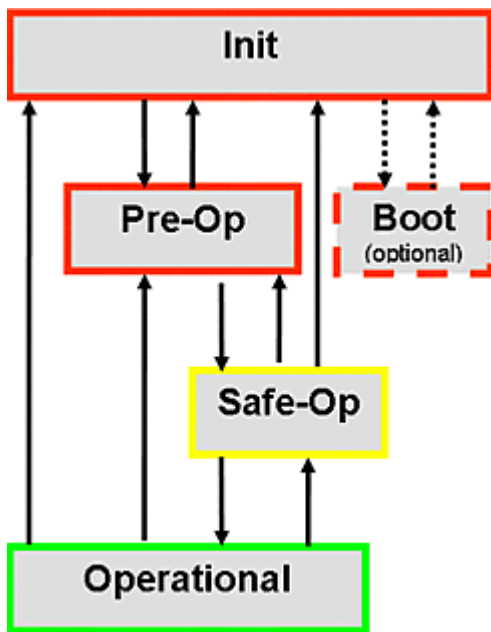 Init
Pre-Op
Boot
(optional)
Safe-Op
Operational